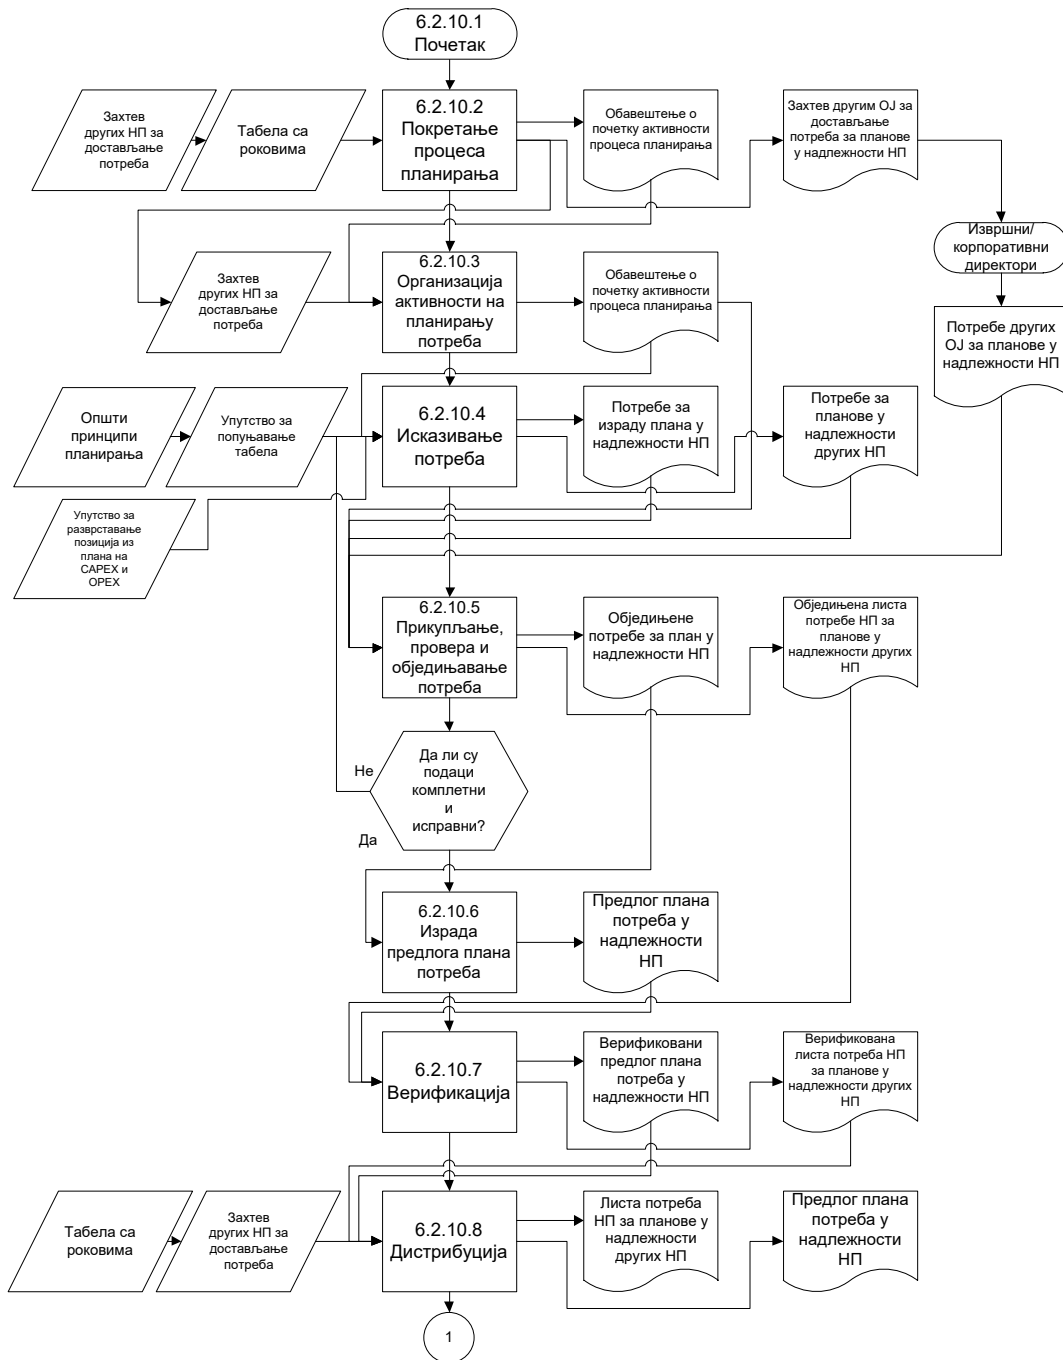 6.2.10.1
Почетак
Захтев
других НП за
достављање
потреба
Табела са
роковима
6.2.10.2
Покретање
процеса
планирања
Обавештење о
почетку активности
процеса планирања
Захтев другим ОЈ за
достављање
потреба за планове
у надлежности НП
Извршни/
корпоративни
директори
Захтев
других НП за
достављање
потреба
6.2.10.3
Организација
активности на
планирању
потреба
Обавештење о
почетку активности
процеса планирања
Потребе других
ОЈ за планове у
надлежности НП
Општи
принципи
планирања
Упутство за
попуњавање
табела
6.2.10.4
Исказивање
потреба
Потребе за
израду плана у
надлежности НП
Потребе за
планове у
надлежности
других НП
Упутство за
разврставање
позиција из
плана на
CAPEX и
OPEX
6.2.10.5
Прикупљање,
провера и
обједињавање
потреба
Обједињене
потребе за план у
надлежности НП
Обједињена листа
потребе НП за
планове у
надлежности других
НП
Да ли су
подаци
комплетни
и
исправни?
Не
Да
6.2.10.6
Израда
предлога плана
потреба
Предлог плана
потреба у
надлежности
НП
6.2.10.7
Верификација
Верификовани
предлог плана
потреба у
надлежности НП
Верификована
листа потреба НП
за планове у
надлежности других
НП
Табела са
роковима
Захтев
других НП за
достављање
потреба
6.2.10.8
Дистрибуција
Листа потреба
НП за планове у
надлежности
других НП
Предлог плана
потреба у
надлежности
НП
1